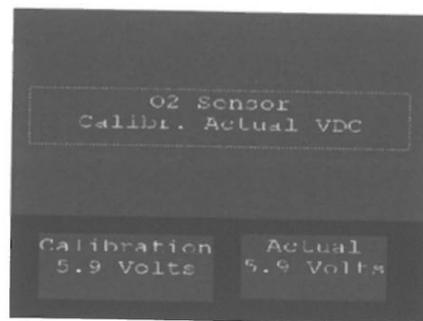 O2 Sensor
Calibr. Actual VDC
Calibration
5.9 Volts
Actual
5.9 Volts